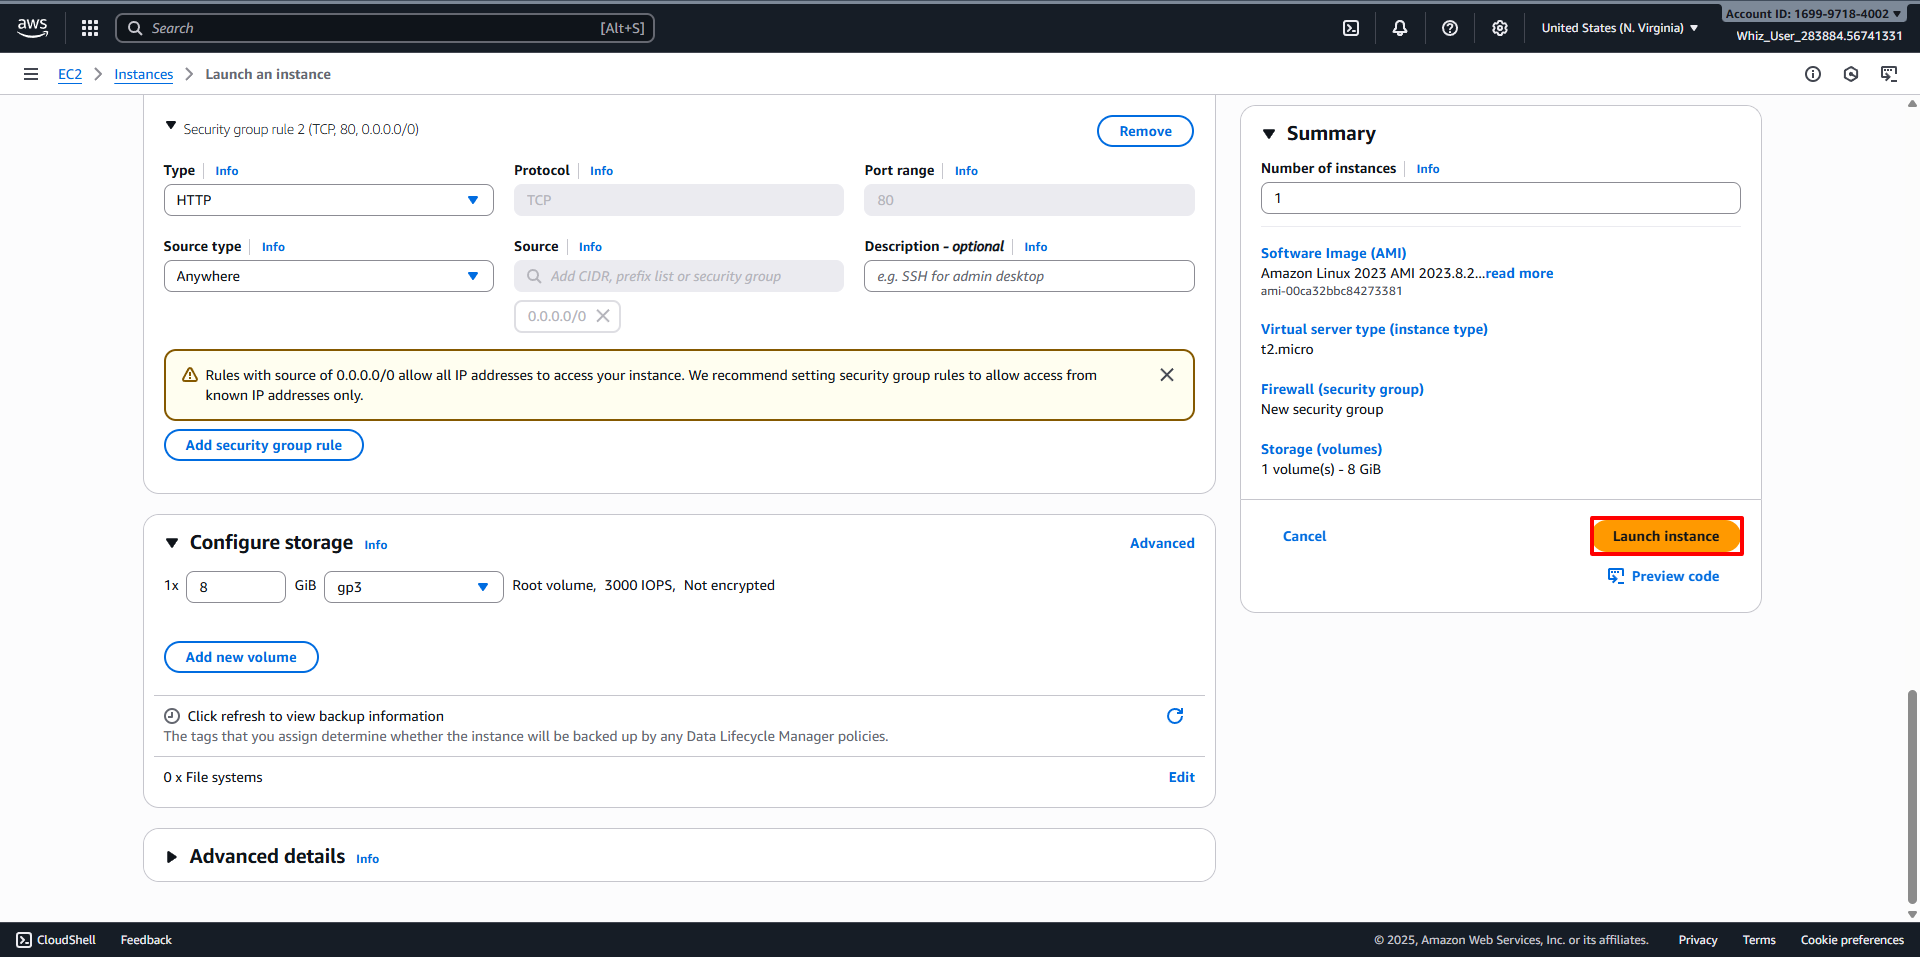 aws
Search [Alt+S]
United States (N. Virginia)
Account ID: 1699-9718-4002
Whiz_User_283884.56741331
EC2 > Instances > Launch an instance
Security group rule 2 (TCP, 80, 0.0.0.0/0)
Remove
Type Info
Protocol Info
Port range Info
HTTP
TCP
80
Source type Info
Source Info
Description - optional Info
Anywhere
Add CIDR, prefix list or security group
e.g. SSH for admin desktop
0.0.0.0/0
Rules with source of 0.0.0.0/0 allow all IP addresses to access your instance. We recommend setting security group rules to allow access from
known IP addresses only.
Add security group rule
Configure storage Info
Advanced
1x 8 GiB gp3 Root volume, 3000 IOPS, Not encrypted
Add new volume
Click refresh to view backup information
The tags that you assign determine whether the instance will be backed up by any Data Lifecycle Manager policies.
0 x File systems
Edit
Advanced details Info
Summary
Number of instances Info
1
Software Image (AMI)
Amazon Linux 2023 AMI 2023.8.2...read more
ami-00ca32bbc84273381
Virtual server type (instance type)
t2.micro
Firewall (security group)
New security group
Storage (volumes)
1 volume(s) - 8 GiB
Cancel
Launch instance
Preview code
CloudShell
Feedback
© 2025, Amazon Web Services, Inc. or its affiliates.
Privacy
Terms
Cookie preferences